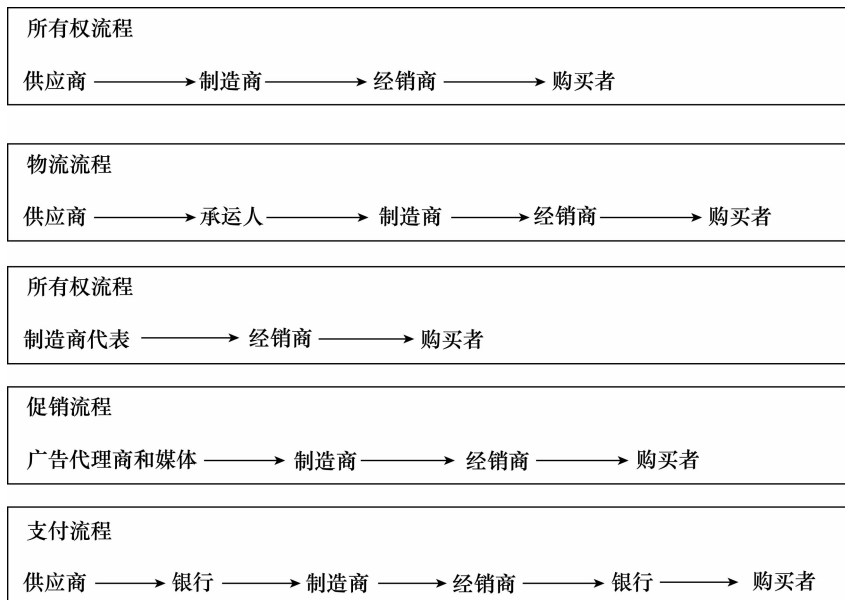 所有权流程
供应商 制造商 经销商 购买者
物流流程
供应商 承运人 制造商 经销商 购买者
所有权流程
制造商代表 经销商 购买者
促销流程
广告代理商和媒体 制造商 经销商 购买者
支付流程
供应商 银行 制造商 经销商 银行 购买者